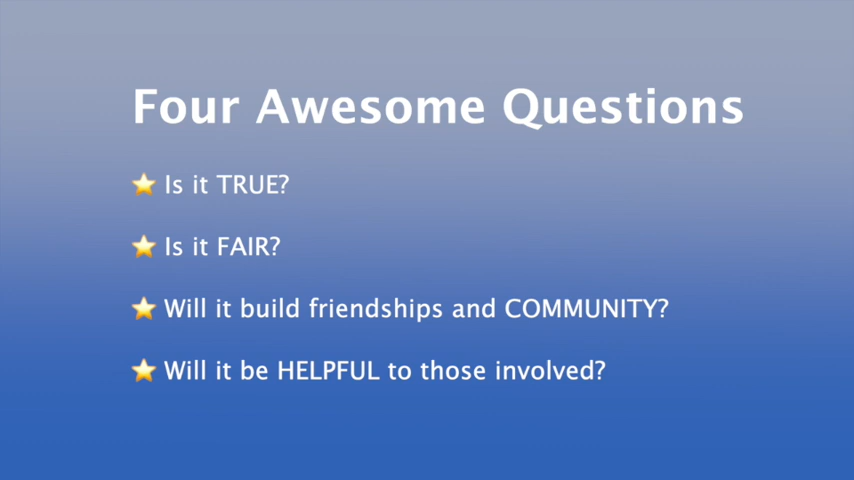 Four Awesome Questions
Is it TRUE?
Is it FAIR?
Will it build friendships and COMMUNITY?
Will it be HELPFUL to those involved?